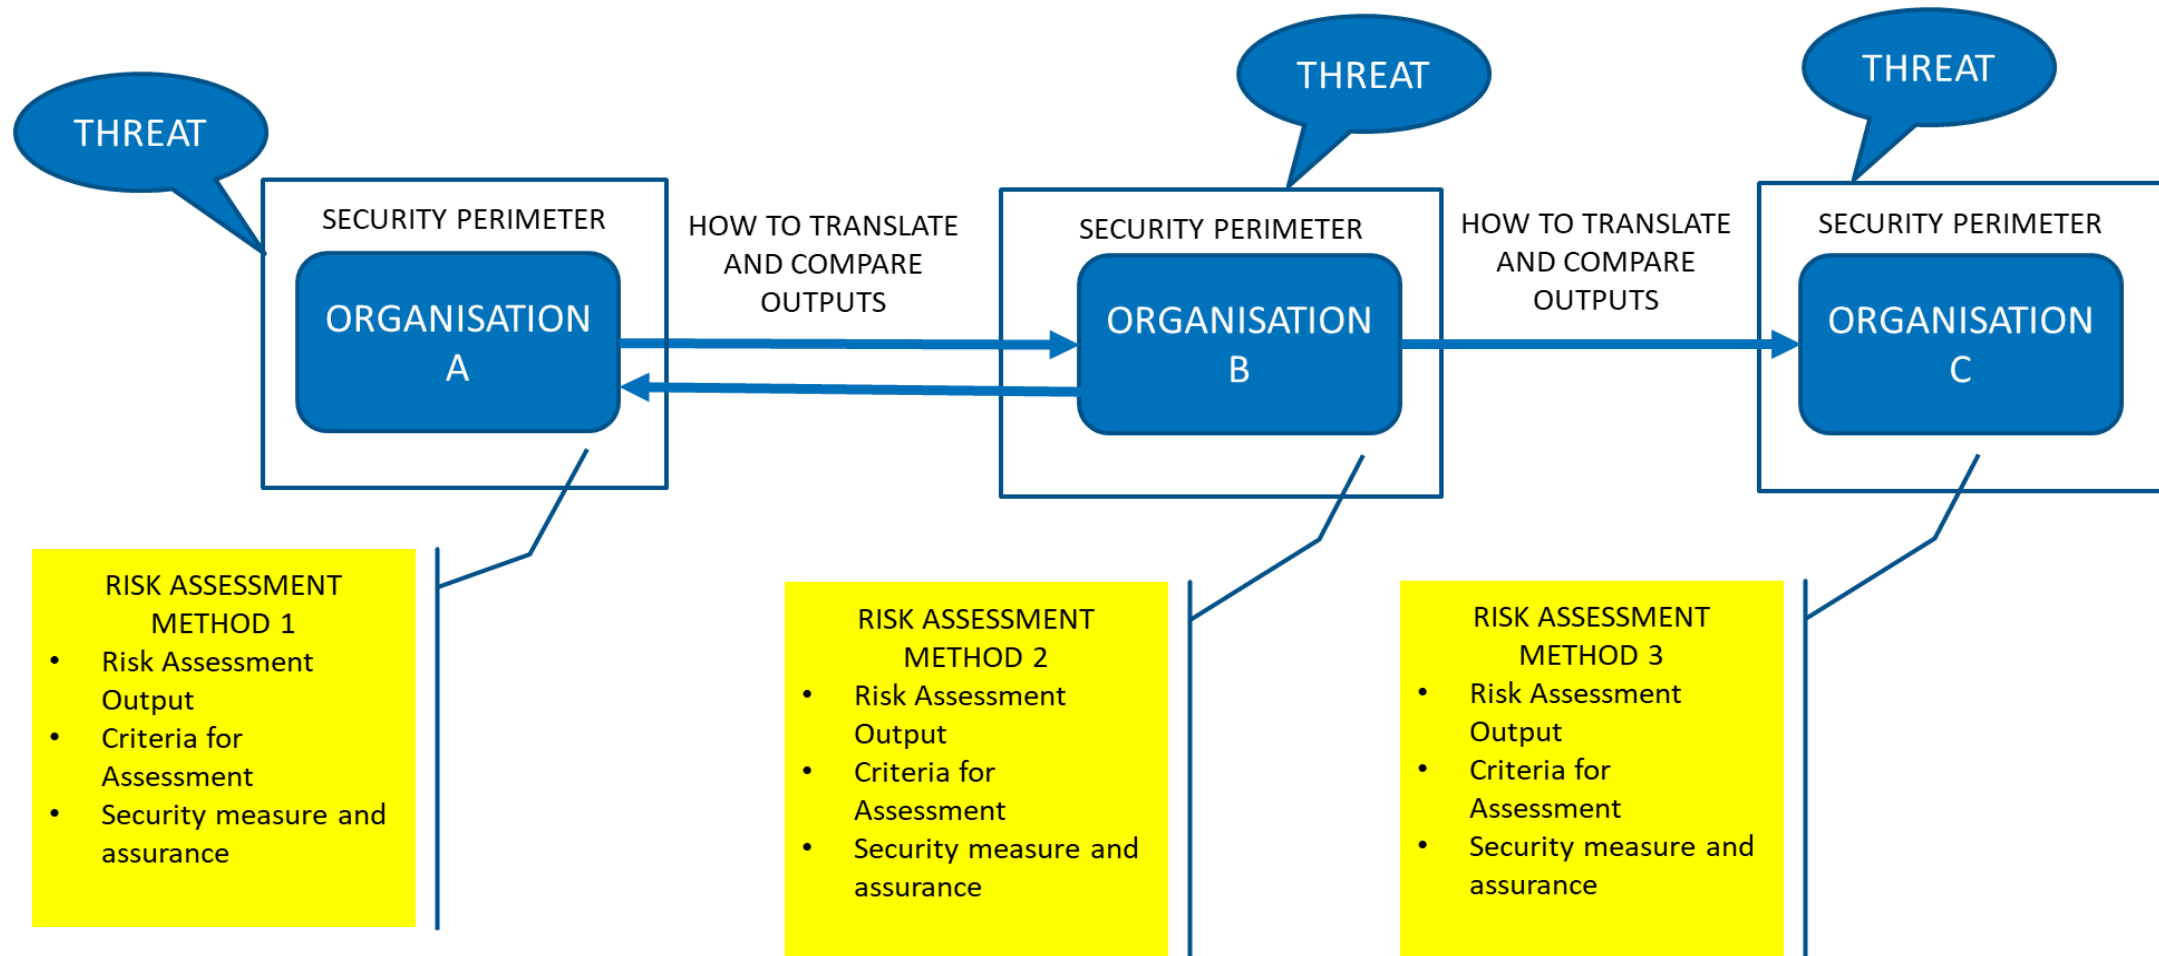 THREAT
THREAT
THREAT
SECURITY PERIMETER
ORGANISATION
A
HOW TO TRANSLATE
AND COMPARE
OUTPUTS
SECURITY PERIMETER
ORGANISATION
B
HOW TO TRANSLATE
AND COMPARE
OUTPUTS
SECURITY PERIMETER
ORGANISATION
C
RISK ASSESSMENT
METHOD 1
• Risk Assessment
Output
• Criteria for
Assessment
• Security measure and
assurance
RISK ASSESSMENT
METHOD 2
• Risk Assessment
Output
• Criteria for
Assessment
• Security measure and
assurance
RISK ASSESSMENT
METHOD 3
• Risk Assessment
Output
• Criteria for
Assessment
• Security measure and
assurance